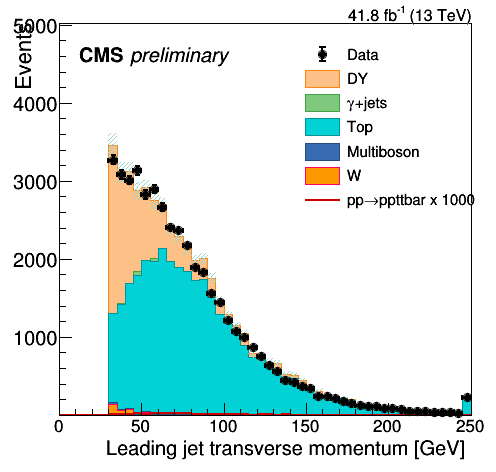 41.8 fb⁻¹ (13 TeV)
Events
5000
4000
3000
2000
1000
CMS preliminary
Data
DY
γ+jets
Top
Multiboson
W
pp→ppttbar x 1000
0 50 100 150 200 250
Leading jet transverse momentum [GeV]